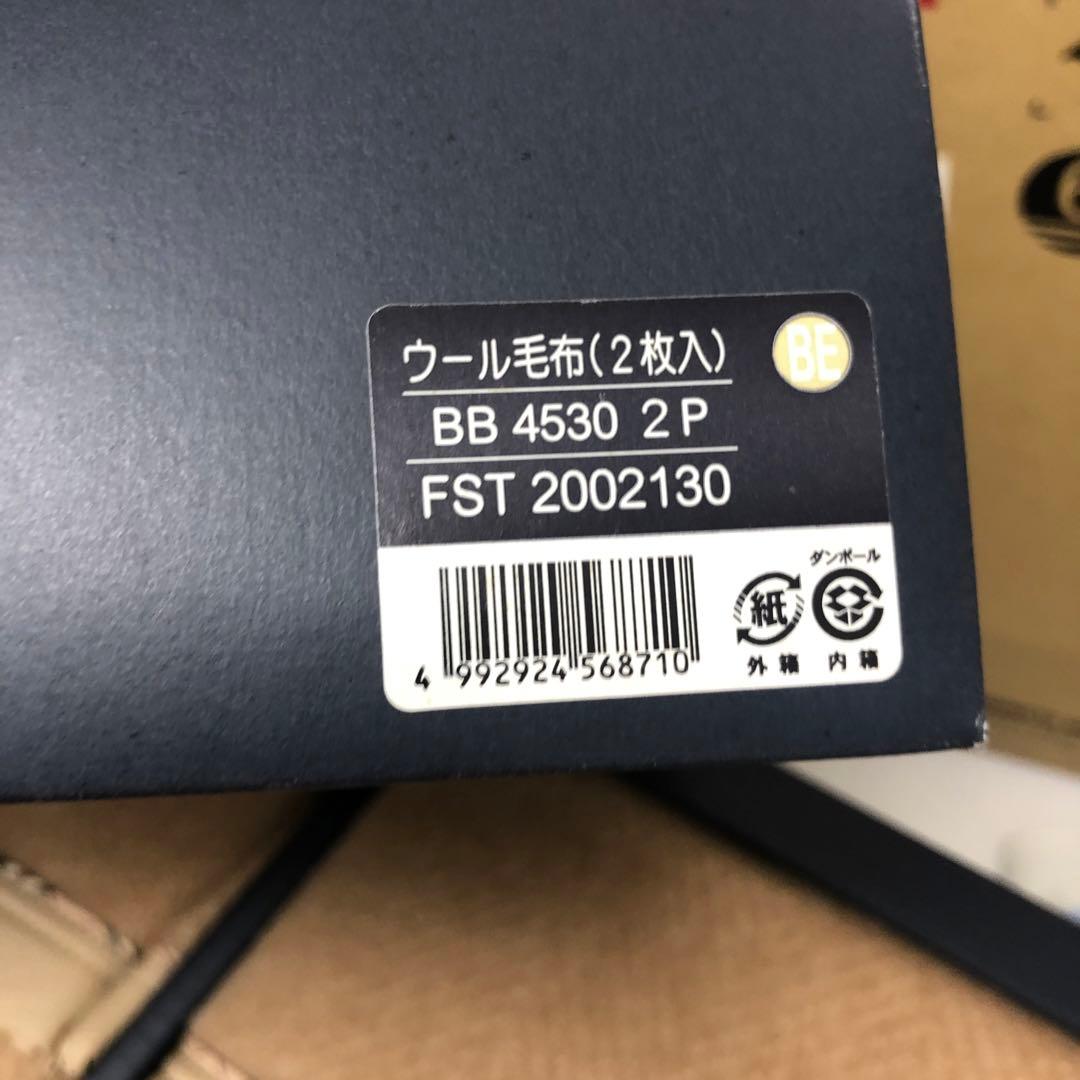 ウール毛布(2枚入)
BE
BB 4530 2P
FST 2002130
4 992924 568710
ダンボール
紙
外箱 内箱